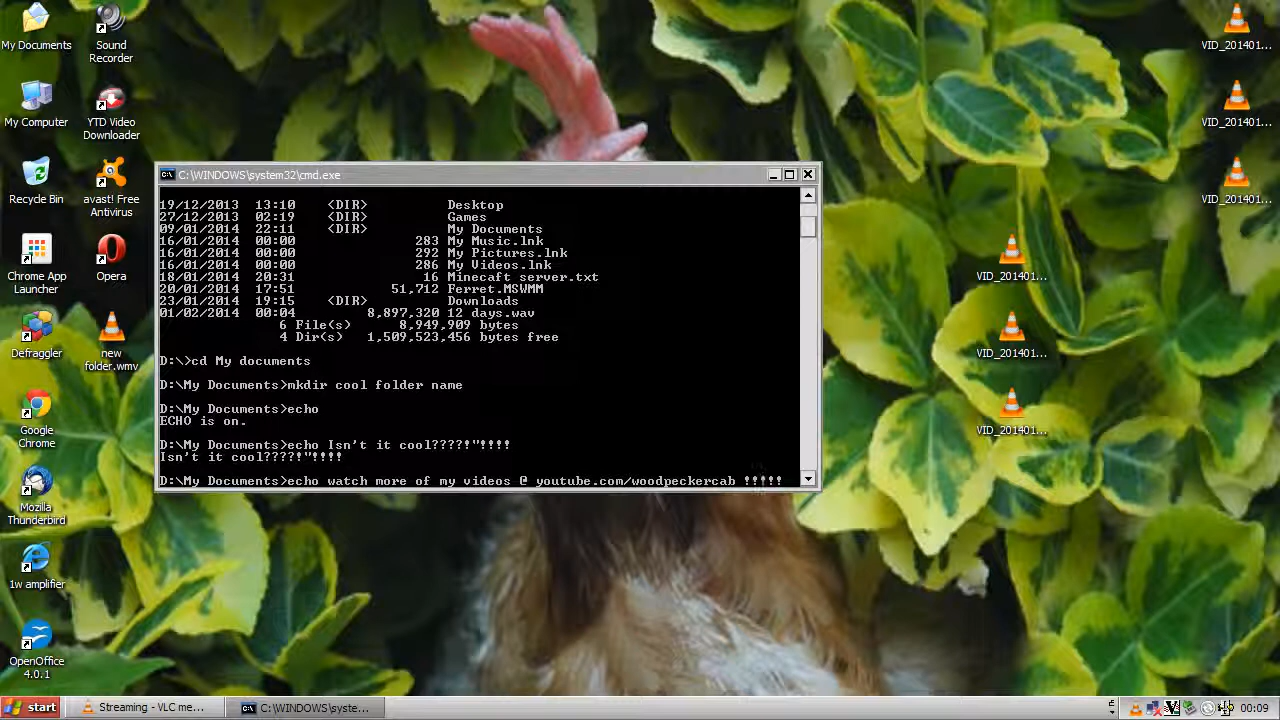 My Documents
Sound Recorder
My Computer
YTD Video Downloader
Recycle Bin
avast! Free Antivirus
Chrome App Launcher
Opera
Defraggler
new folder.wmv
Google Chrome
Mozilla Thunderbird
1w amplifier
OpenOffice 4.0.1
VID_201401...
VID_201401...
VID_201401...
VID_201401...
VID_201401...
VID_201401...
C:\WINDOWS\system32\cmd.exe
19/12/2013 13:10 <DIR> Desktop
27/12/2013 02:19 <DIR> Games
09/12/2014 22:11 <DIR> My Documents
16/01/2014 00:00 283 My Music.lnk
16/01/2014 00:00 292 My Pictures.lnk
16/01/2014 00:00 286 My Videos.lnk
18/01/2014 20:31 16 Minecaft server.txt
20/01/2014 17:51 51,712 Ferret.MSWMM
23/01/2014 19:15 <DIR> Downloads
01/02/2014 00:04 8,897,320 12 days.wav
6 File(s) 8,949,909 bytes
4 Dir(s) 1,509,523,456 bytes free
D:\>cd My documents
D:\My Documents>mkdir cool folder name
D:\My Documents>echo
ECHO is on.
D:\My Documents>echo Isn't it cool????!"!!!!
Isn't it cool????!"!!!!
D:\My Documents>echo watch more of my videos @ youtube.com/woodpeckercab !!!!!
start
Streaming - VLC me...
C:\WINDOWS\syste...
00:09